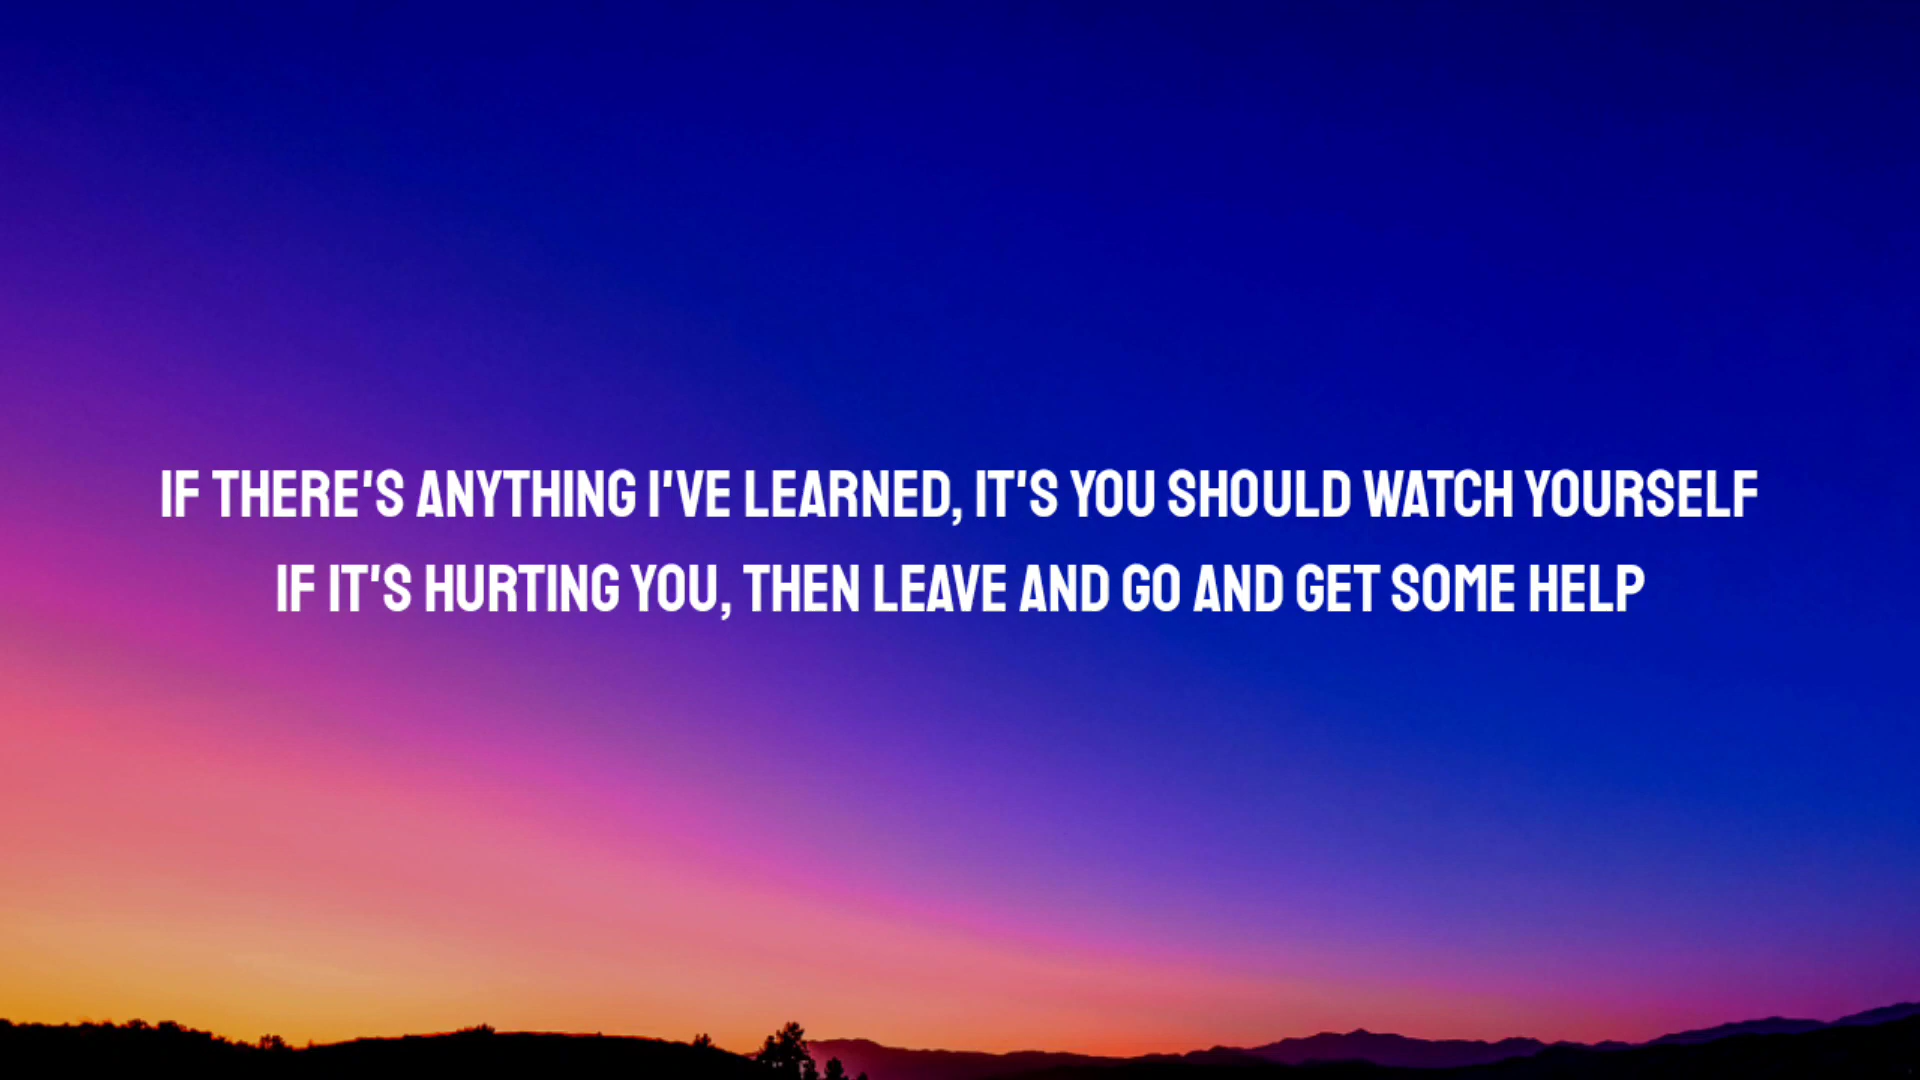 IF THERE'S ANYTHING I'VE LEARNED, IT'S YOU SHOULD WATCH YOURSELF
IF IT'S HURTING YOU, THEN LEAVE AND GO AND GET SOME HELP